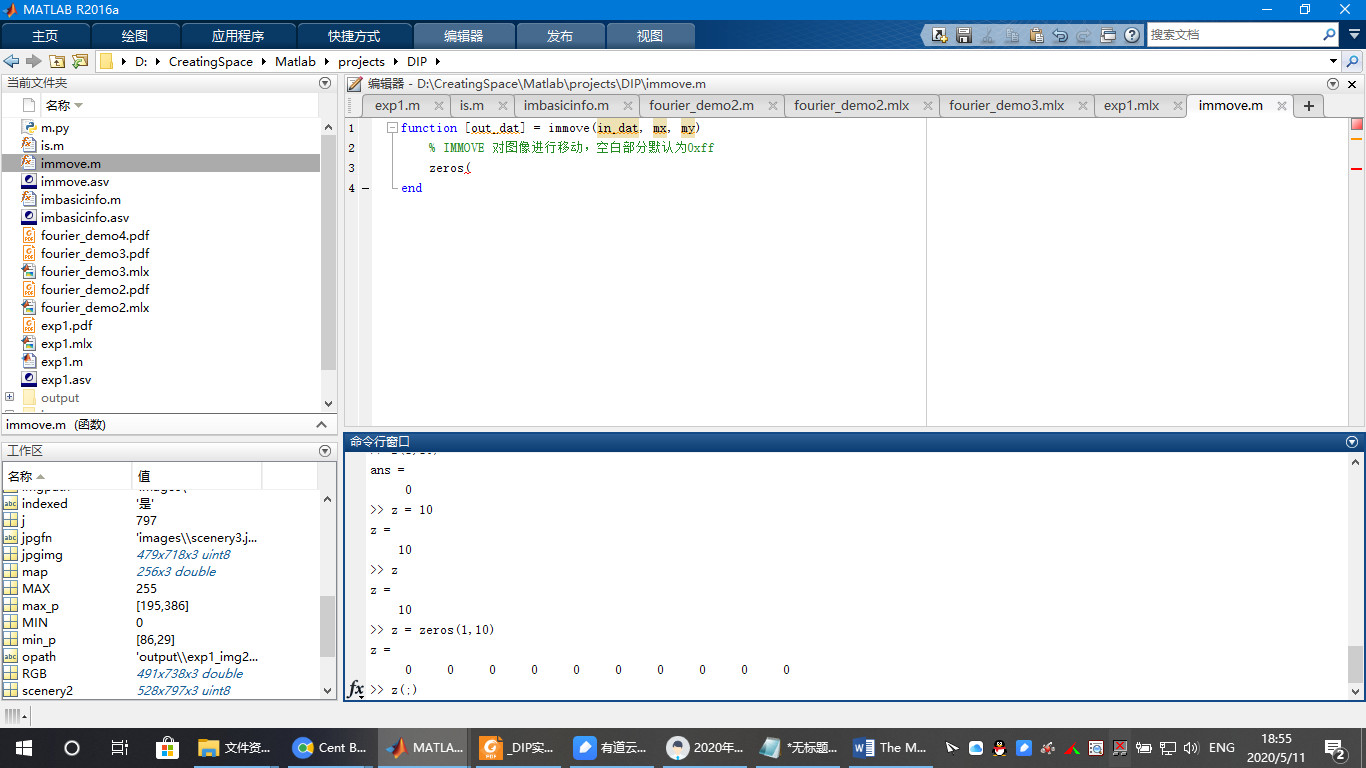 MATLAB R2016a
主页 绘图 应用程序 快捷方式 编辑器 发布 视图 搜索文档
D: CreatingSpace Matlab projects DIP
当前文件夹
名称
m.py
is.m
immove.m
immove.asv
imbasicinfo.m
imbasicinfo.asv
fourier_demo4.pdf
fourier_demo3.pdf
fourier_demo3.mlx
fourier_demo2.pdf
fourier_demo2.mlx
exp1.pdf
exp1.mlx
exp1.m
exp1.asv
output
immove.m (函数)
工作区
名称 值
indexed '是'
j 797
jpgfn 'images\\scenery3.j...
jpgimg 479x718x3 uint8
map 256x3 double
MAX 255
max_p [195,386]
MIN 0
min_p [86,29]
opath 'output\\exp1_img2...
RGB 491x738x3 double
scenery2 528x797x3 uint8
编辑器 - D:\CreatingSpace\Matlab\projects\DIP\immove.m
exp1.m is.m imbasicinfo.m fourier_demo2.m fourier_demo2.mlx fourier_demo3.mlx exp1.mlx immove.m
1 function [out_dat] = immove(in_dat, mx, my)
2 % IMMOVE 对图像进行移动，空白部分默认为0xff
3 zeros(
4 end
命令行窗口
ans =
0
>> z = 10
z =
10
>> z
z =
10
>> z = zeros(1,10)
z =
0 0 0 0 0 0 0 0 0 0
fx >> z(:)
文件资... Cent B... MATLA... _DIP实... 有道云... 2020年... *无标题... The M... ENG
18:55
2020/5/11
2